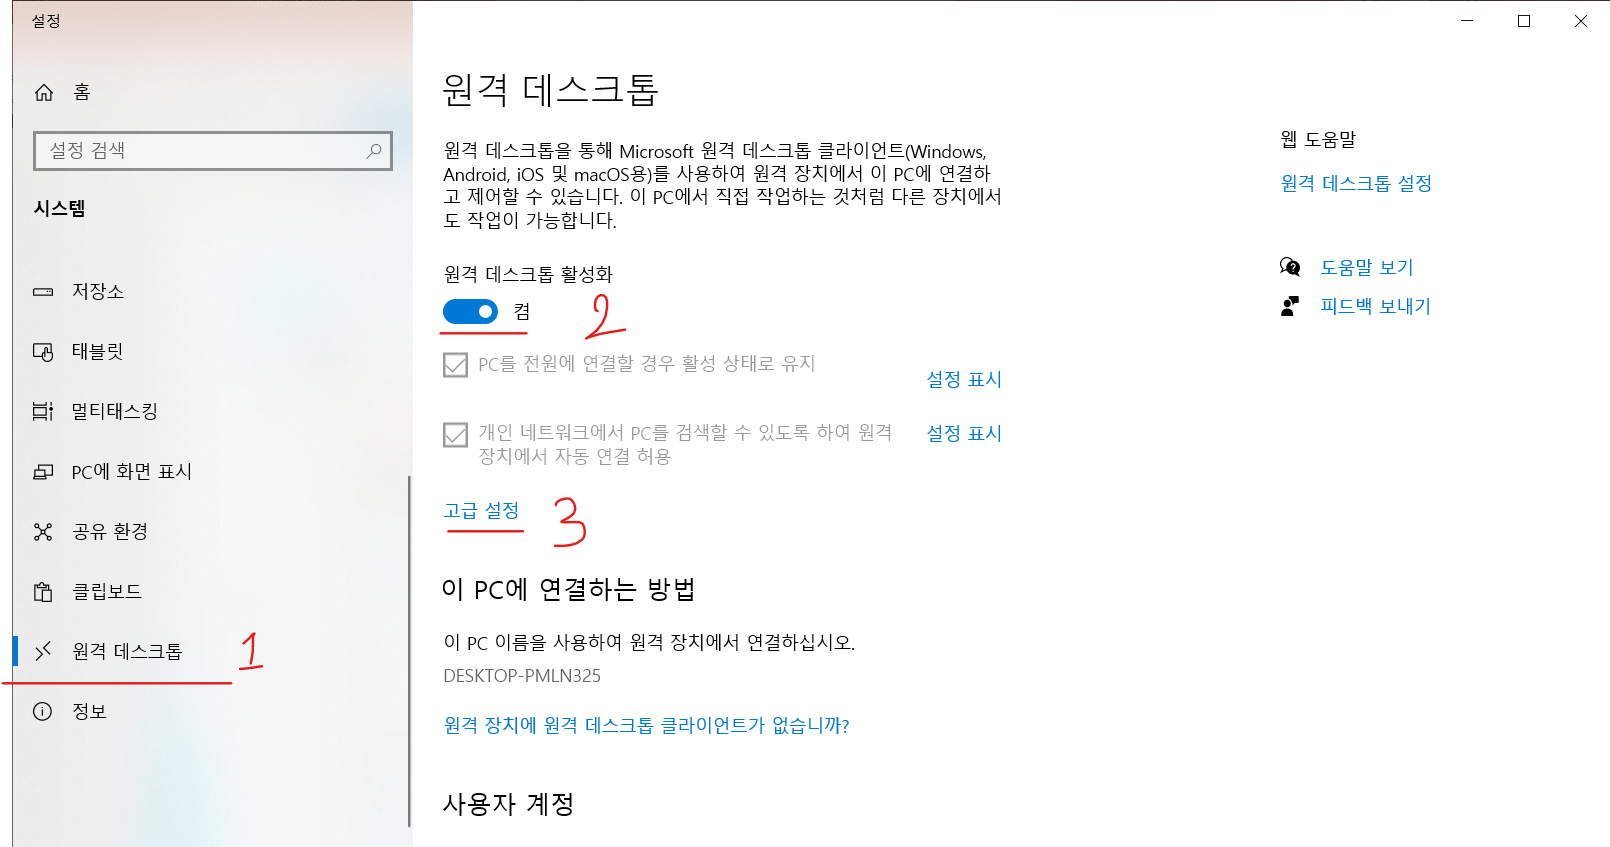 설정
홈
설정 검색
시스템
저장소
태블릿
멀티태스킹
PC에 화면 표시
공유 환경
클립보드
원격 데스크톱
1
정보
원격 데스크톱
원격 데스크톱을 통해 Microsoft 원격 데스크톱 클라이언트(Windows,
Android, iOS 및 macOS용)를 사용하여 원격 장치에서 이 PC에 연결하
고 제어할 수 있습니다. 이 PC에서 직접 작업하는 것처럼 다른 장치에서
도 작업이 가능합니다.
원격 데스크톱 활성화
켬
2
PC를 전원에 연결할 경우 활성 상태로 유지
설정 표시
개인 네트워크에서 PC를 검색할 수 있도록 하여 원격
장치에서 자동 연결 허용
설정 표시
고급 설정
3
이 PC에 연결하는 방법
이 PC 이름을 사용하여 원격 장치에서 연결하십시오.
DESKTOP-PMLN325
원격 장치에 원격 데스크톱 클라이언트가 없습니까?
사용자 계정
웹 도움말
원격 데스크톱 설정
도움말 보기
피드백 보내기